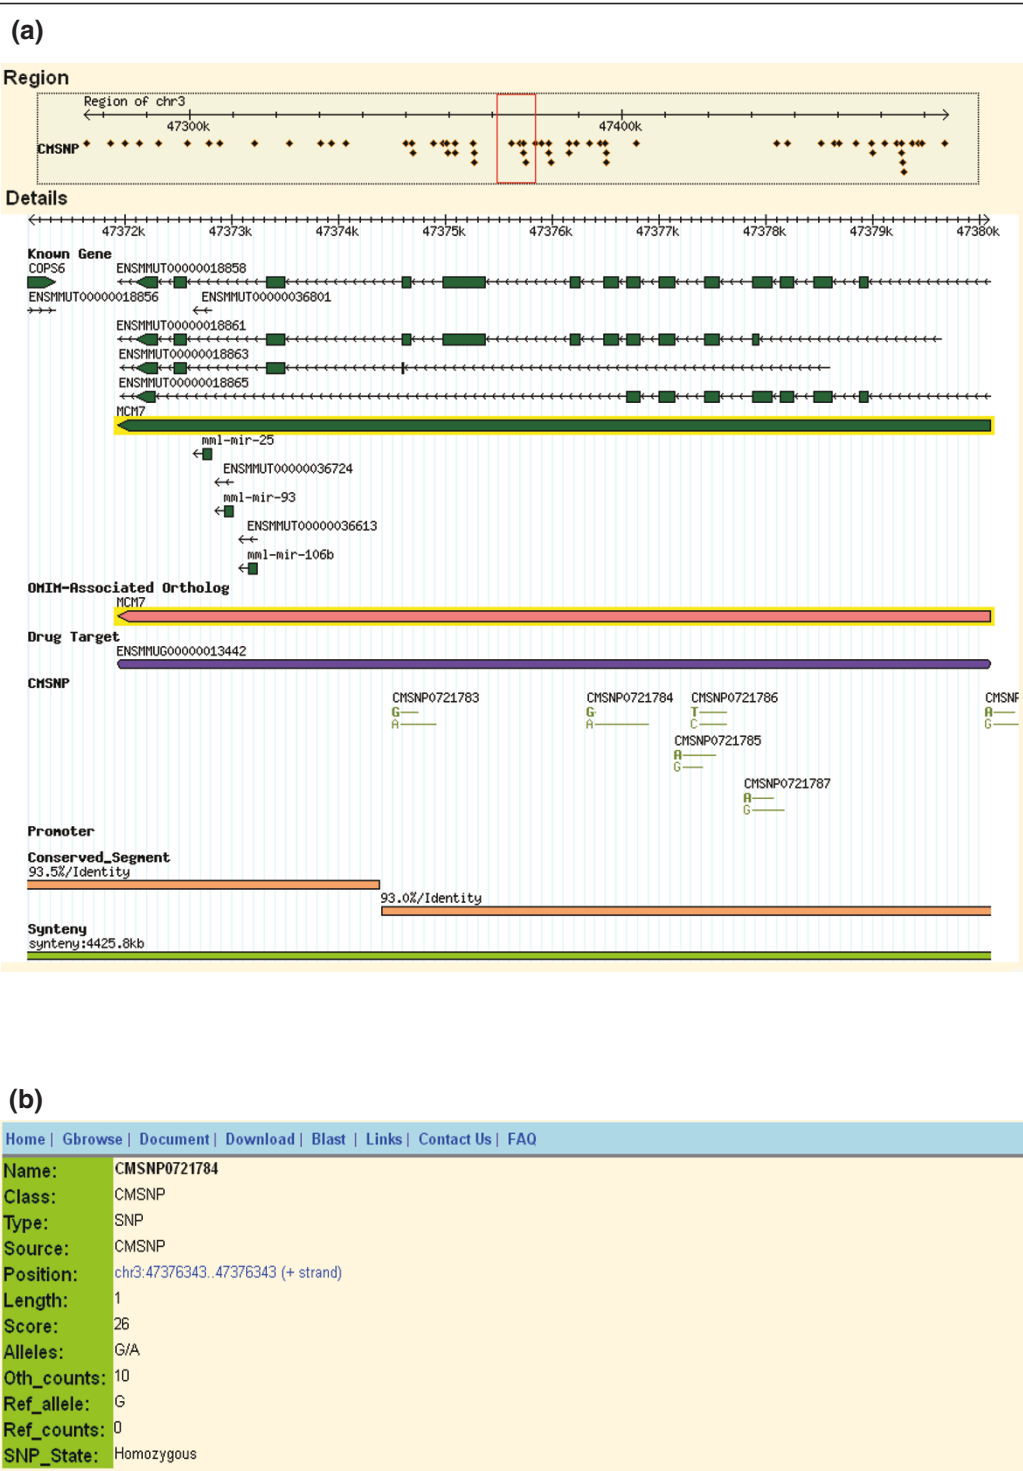 (a)
Region
Region of chr3
47300k 47400k
CMSNP
Details
47372k 47373k 47374k 47375k 47376k 47377k 47378k 47379k 47380k
Known Gene
COPS6 ENSMMUT00000018858
ENSMMUT00000018856 ENSMMUT00000036801
ENSMMUT00000018861
ENSMMUT00000018863
ENSMMUT00000018865
MCM7
mml-mir-25
ENSMMUT00000036724
mml-mir-93
ENSMMUT00000036613
mml-mir-106b
OMIM-Associated Ortholog
MCM7
Drug Target
ENSMMUG00000013442
CMSNP
CMSNP0721783 CMSNP0721784 CMSNP0721786 CMSNP
G G T A
A A C G
CMSNP0721785
A
G
CMSNP0721787
A
G
Promoter
Conserved_Segment
93.5%/Identity
93.0%/Identity
Synteny
synteny:4425.8kb
(b)
Home | Gbrowse | Document | Download | Blast | Links | Contact Us | FAQ
Name: CMSNP0721784
Class: CMSNP
Type: SNP
Source: CMSNP
Position: chr3:47376343..47376343 (+ strand)
Length: 1
Score: 26
Alleles: G/A
Oth_counts: 10
Ref_allele: G
Ref_counts: 0
SNP_State: Homozygous